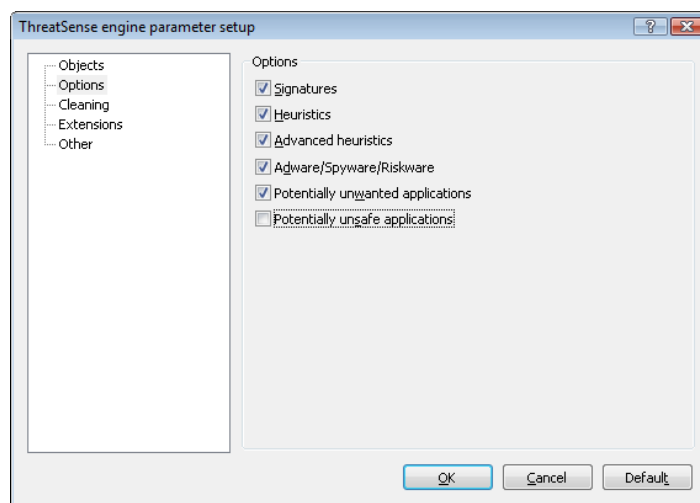 ThreatSense engine parameter setup
Objects
Options
Cleaning
Extensions
Other
Options
Signatures
Heuristics
Advanced heuristics
Adware/Spyware/Riskware
Potentially unwanted applications
Potentially unsafe applications
OK
Cancel
Default